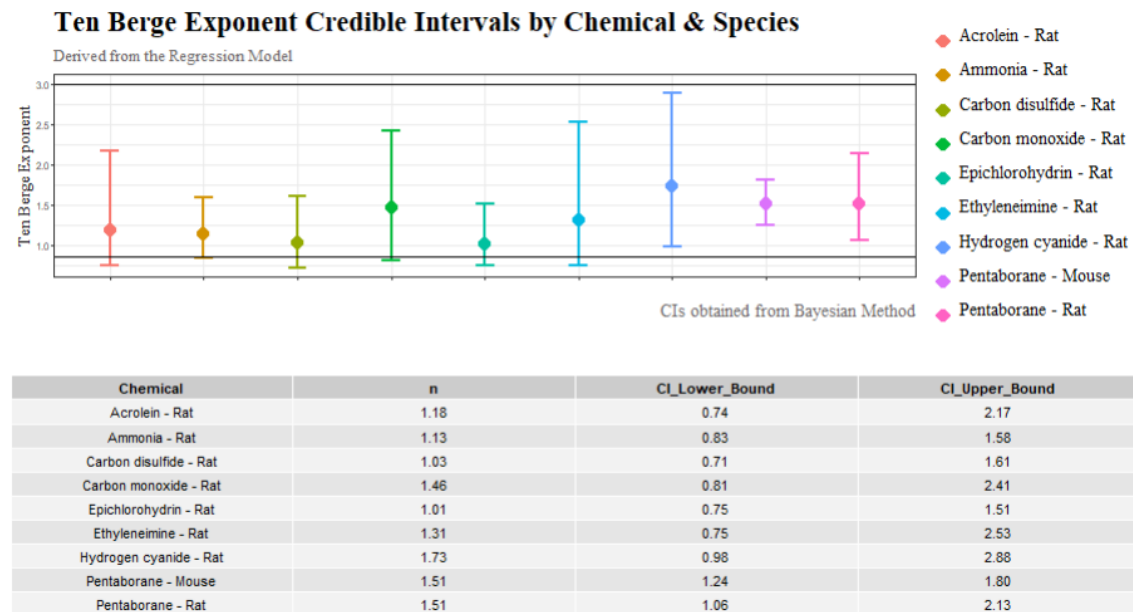 Ten Berge Exponent Credible Intervals by Chemical & Species
Derived from the Regression Model
Ten Berge Exponent
3.0
2.5
2.0
1.5
1.0
Acrolein - Rat
Ammonia - Rat
Carbon disulfide - Rat
Carbon monoxide - Rat
Epichlorohydrin - Rat
Ethyleneimine - Rat
Hydrogen cyanide - Rat
Pentaborane - Mouse
Pentaborane - Rat
CIs obtained from Bayesian Method
Chemical n CI_Lower_Bound CI_Upper_Bound
Acrolein - Rat 1.18 0.74 2.17
Ammonia - Rat 1.13 0.83 1.58
Carbon disulfide - Rat 1.03 0.71 1.61
Carbon monoxide - Rat 1.46 0.81 2.41
Epichlorohydrin - Rat 1.01 0.75 1.51
Ethyleneimine - Rat 1.31 0.75 2.53
Hydrogen cyanide - Rat 1.73 0.98 2.88
Pentaborane - Mouse 1.51 1.24 1.80
Pentaborane - Rat 1.51 1.06 2.13